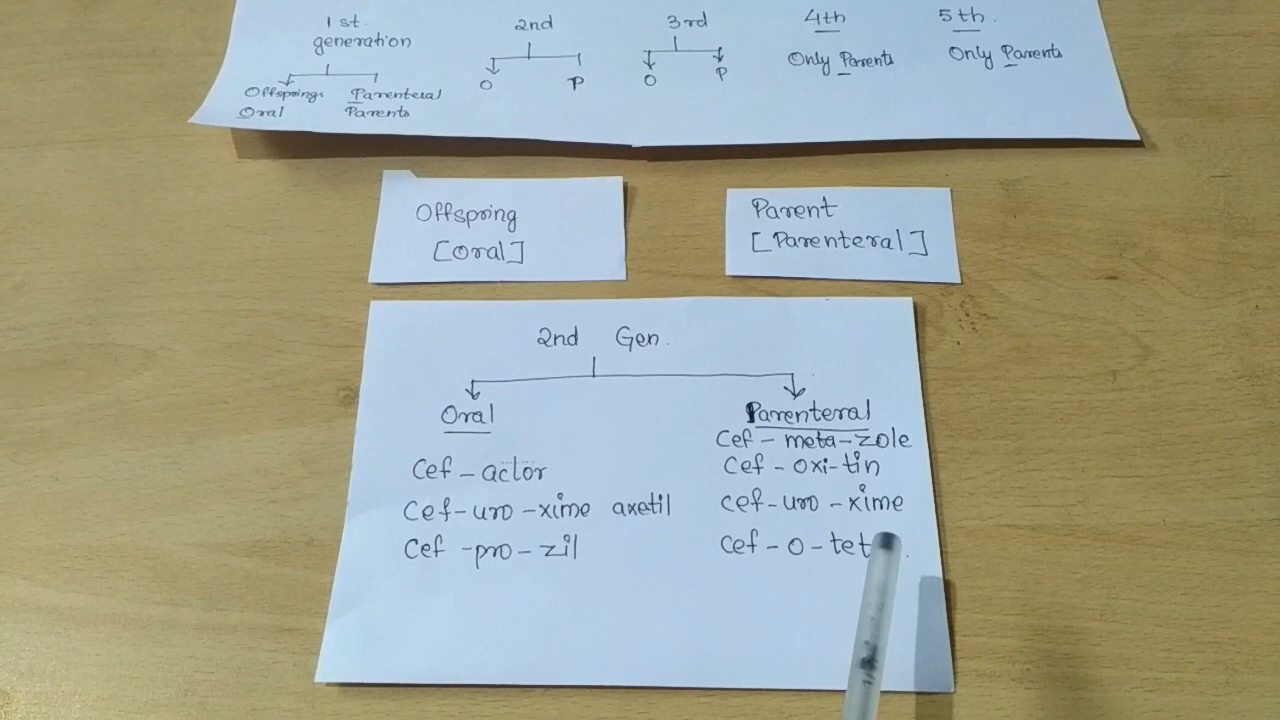 1st. 2nd 3rd 4th 5th.
generation Only Parents Only Parents
Offsprings Parenteral O P O P
Oral Parents
Offspring
[Oral]
Parent
[Parenteral]
2nd Gen.
Oral
Cef-actor
Cef-uro-xime axetil
Cef-pro-zil
Parenteral
Cef-meta-zole
Cef-oxi-tin
Cef-uro-xime
Cef-o-tet